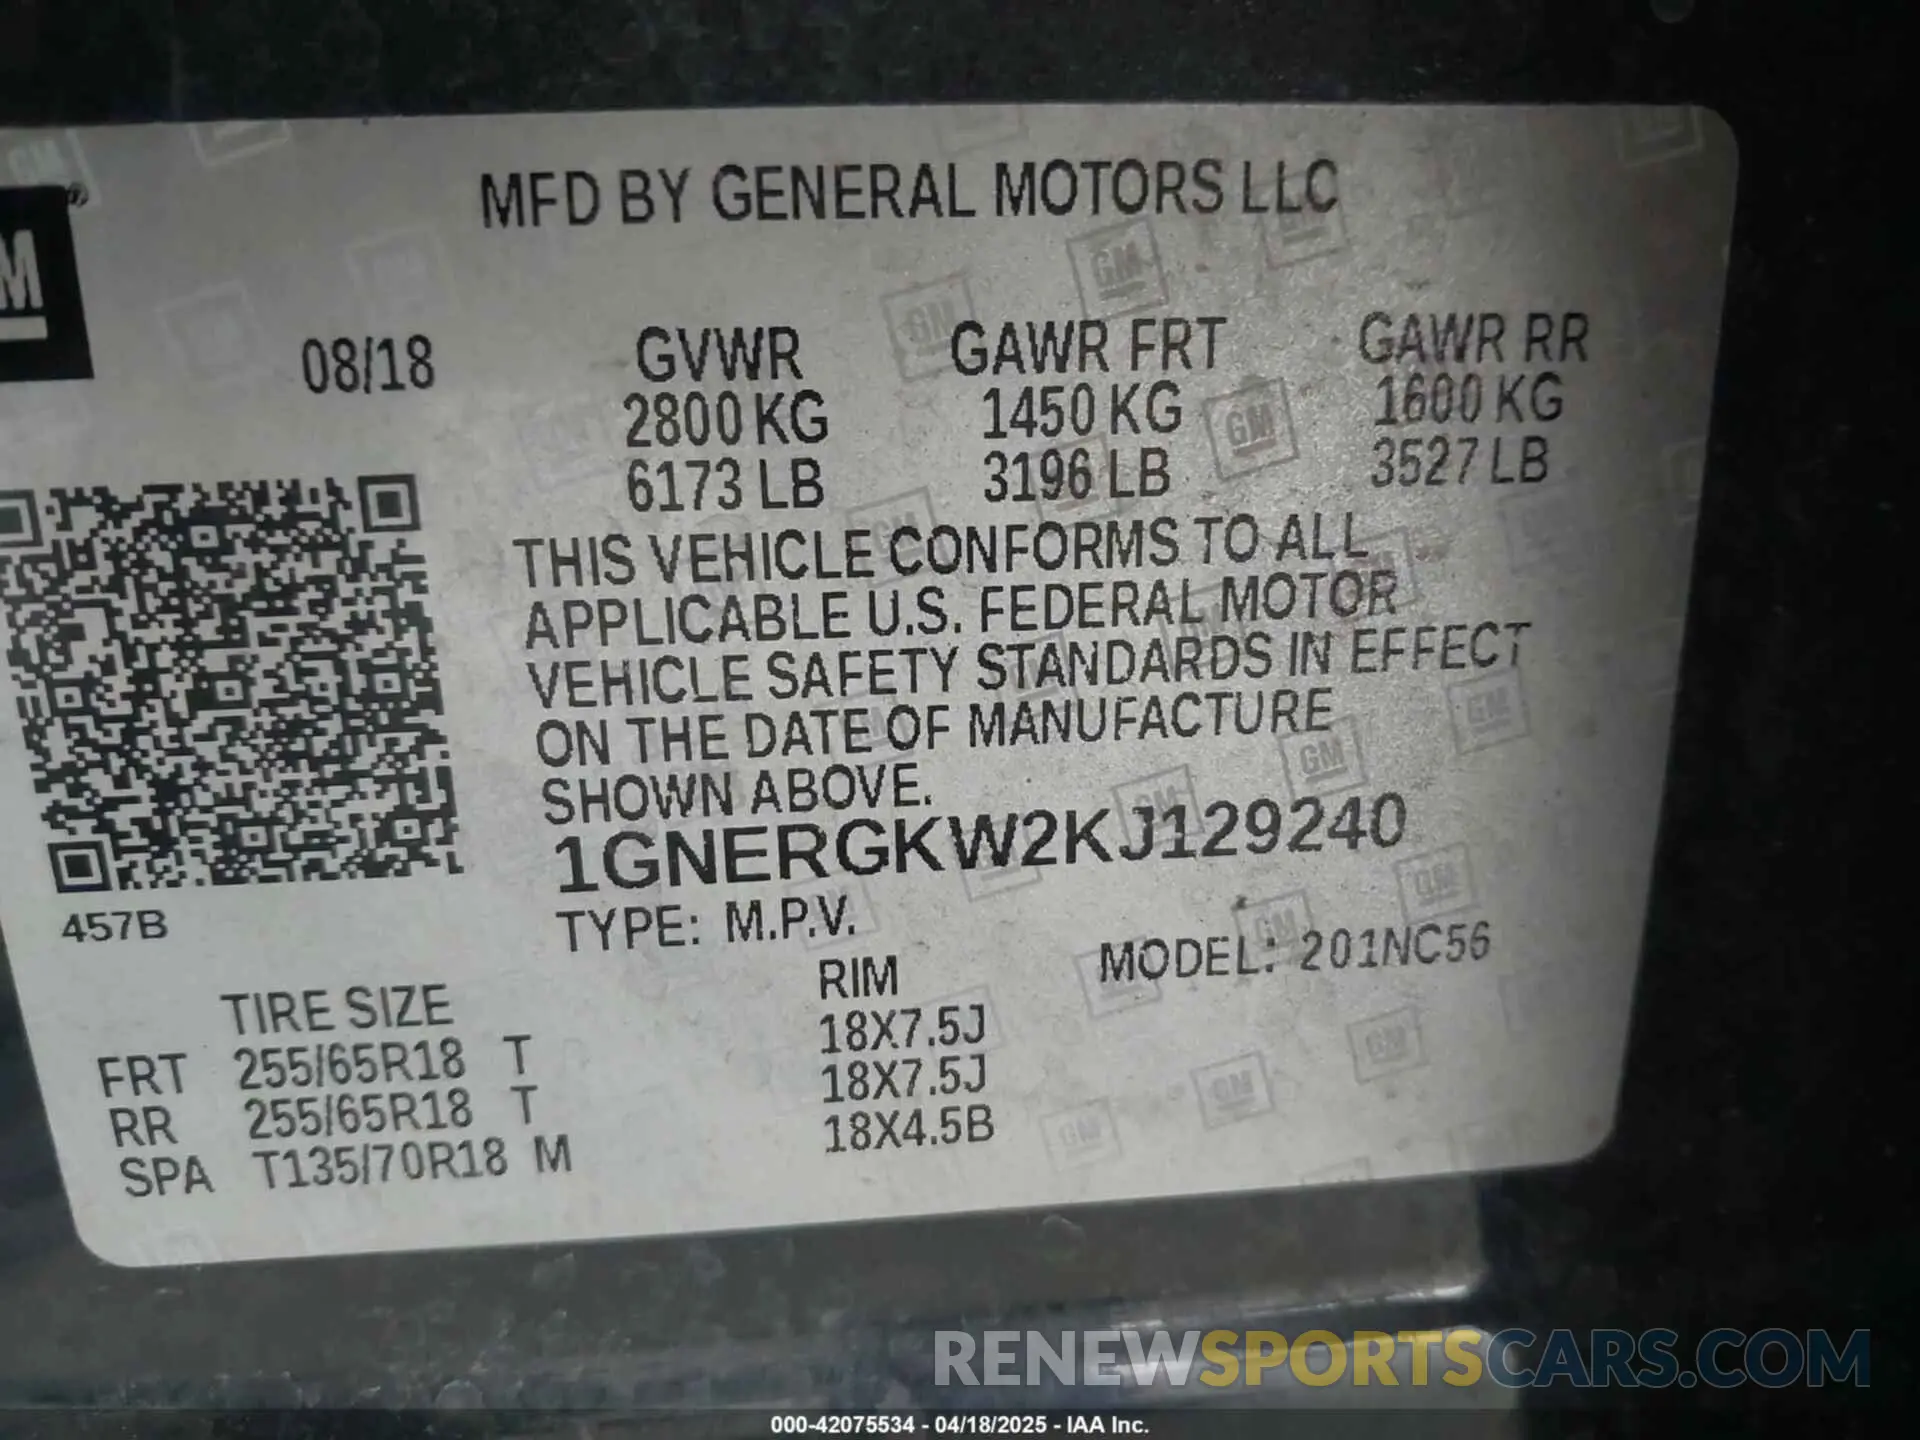 MFD BY GENERAL MOTORS LLC
08/18 GVWR GAWR FRT GAWR RR
2800 KG 1450 KG 1600 KG
6173 LB 3196 LB 3527 LB
THIS VEHICLE CONFORMS TO ALL
APPLICABLE U.S. FEDERAL MOTOR
VEHICLE SAFETY STANDARDS IN EFFECT
ON THE DATE OF MANUFACTURE
SHOWN ABOVE.
1GNERGKW2KJ129240
457B
TYPE: M.P.V. MODEL: 201NC56
TIRE SIZE RIM
FRT 255/65R18 T 18X7.5J
RR 255/65R18 T 18X7.5J
SPA T135/70R18 M 18X4.5B
RENEWSPORTSCARS.COM
000-42075534 - 04/18/2025 - IAA Inc.